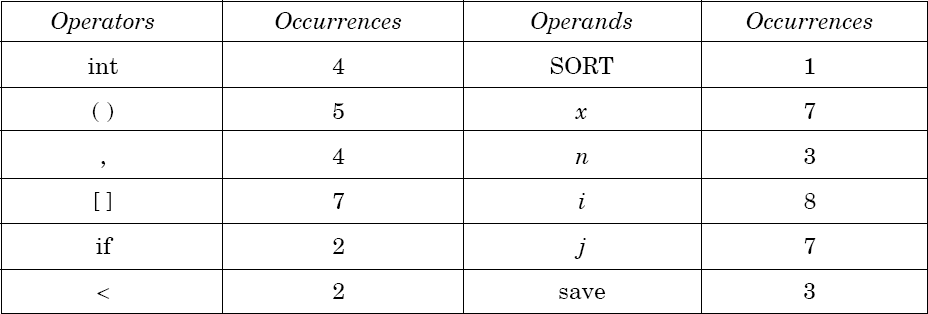 Operators Occurrences Operands Occurrences
int 4 SORT 1
( ) 5 x 7
, 4 n 3
[ ] 7 i 8
if 2 j 7
< 2 save 3